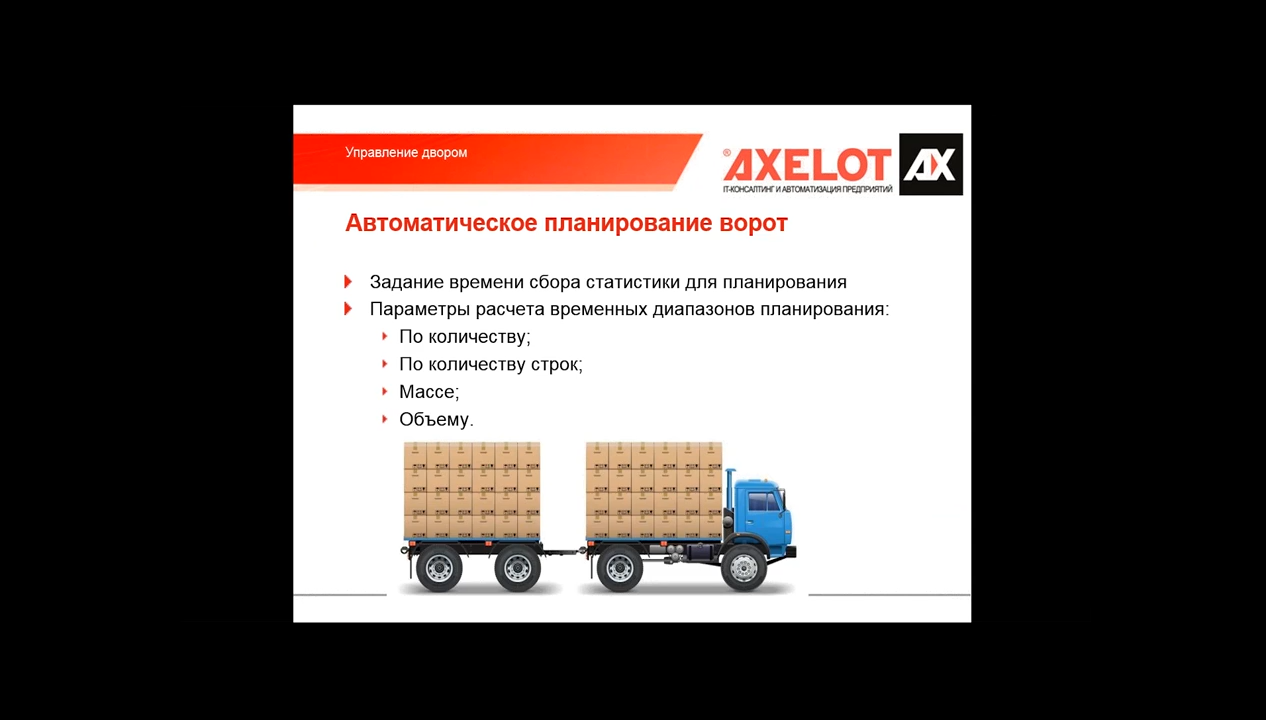 Управление двором
® AXELOT AX
IT-КОНСАЛТИНГ И АВТОМАТИЗАЦИЯ ПРЕДПРИЯТИЙ
Автоматическое планирование ворот
Задание времени сбора статистики для планирования
Параметры расчета временных диапазонов планирования:
По количеству;
По количеству строк;
Массе;
Объему.